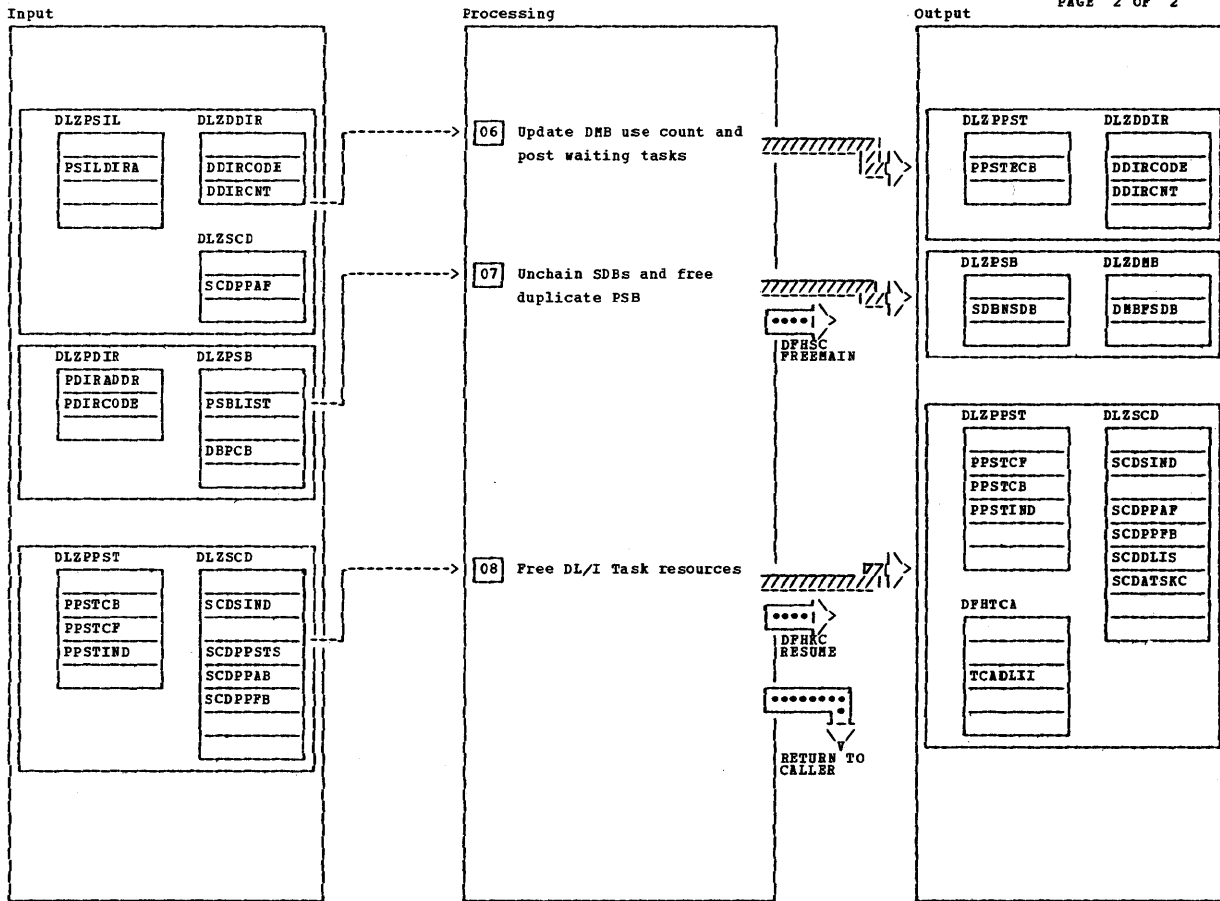 PAGE 2 OF 2
Input
Processing
Output
DLZPSIL
PSILDIRA
DLZDDIR
DDIRCODE
DDIRCNT
DLZSCD
SCDPPAF
06 Update DMB use count and
post waiting tasks
DLZPPST
PPSTECB
DLZDDIR
DDIRCODE
DDIRCNT
DLZPDIR
PDIRADDR
PDIRCODE
DLZPSB
PSBLIST
DBPCB
07 Unchain SDBs and free
duplicate PSB
DFHSC
FREEMAIN
DLZPSB
SDBNSDB
DLZDMB
DMBFSDB
DLZPPST
PPSTCB
PPSTCF
PPSTIND
DLZSCD
SCDSIND
SCDPPSTS
SCDPPAB
SCDPPFB
08 Free DL/I Task resources
DFHKC
RESUME
RETURN TO
CALLER
DLZPPST
PPSTCF
PPSTCB
PPSTIND
DLZSCD
SCDSIND
SCDPPAF
SCDPPFB
SCDDLIS
SCDATSKC
DFHTCA
TCADLII